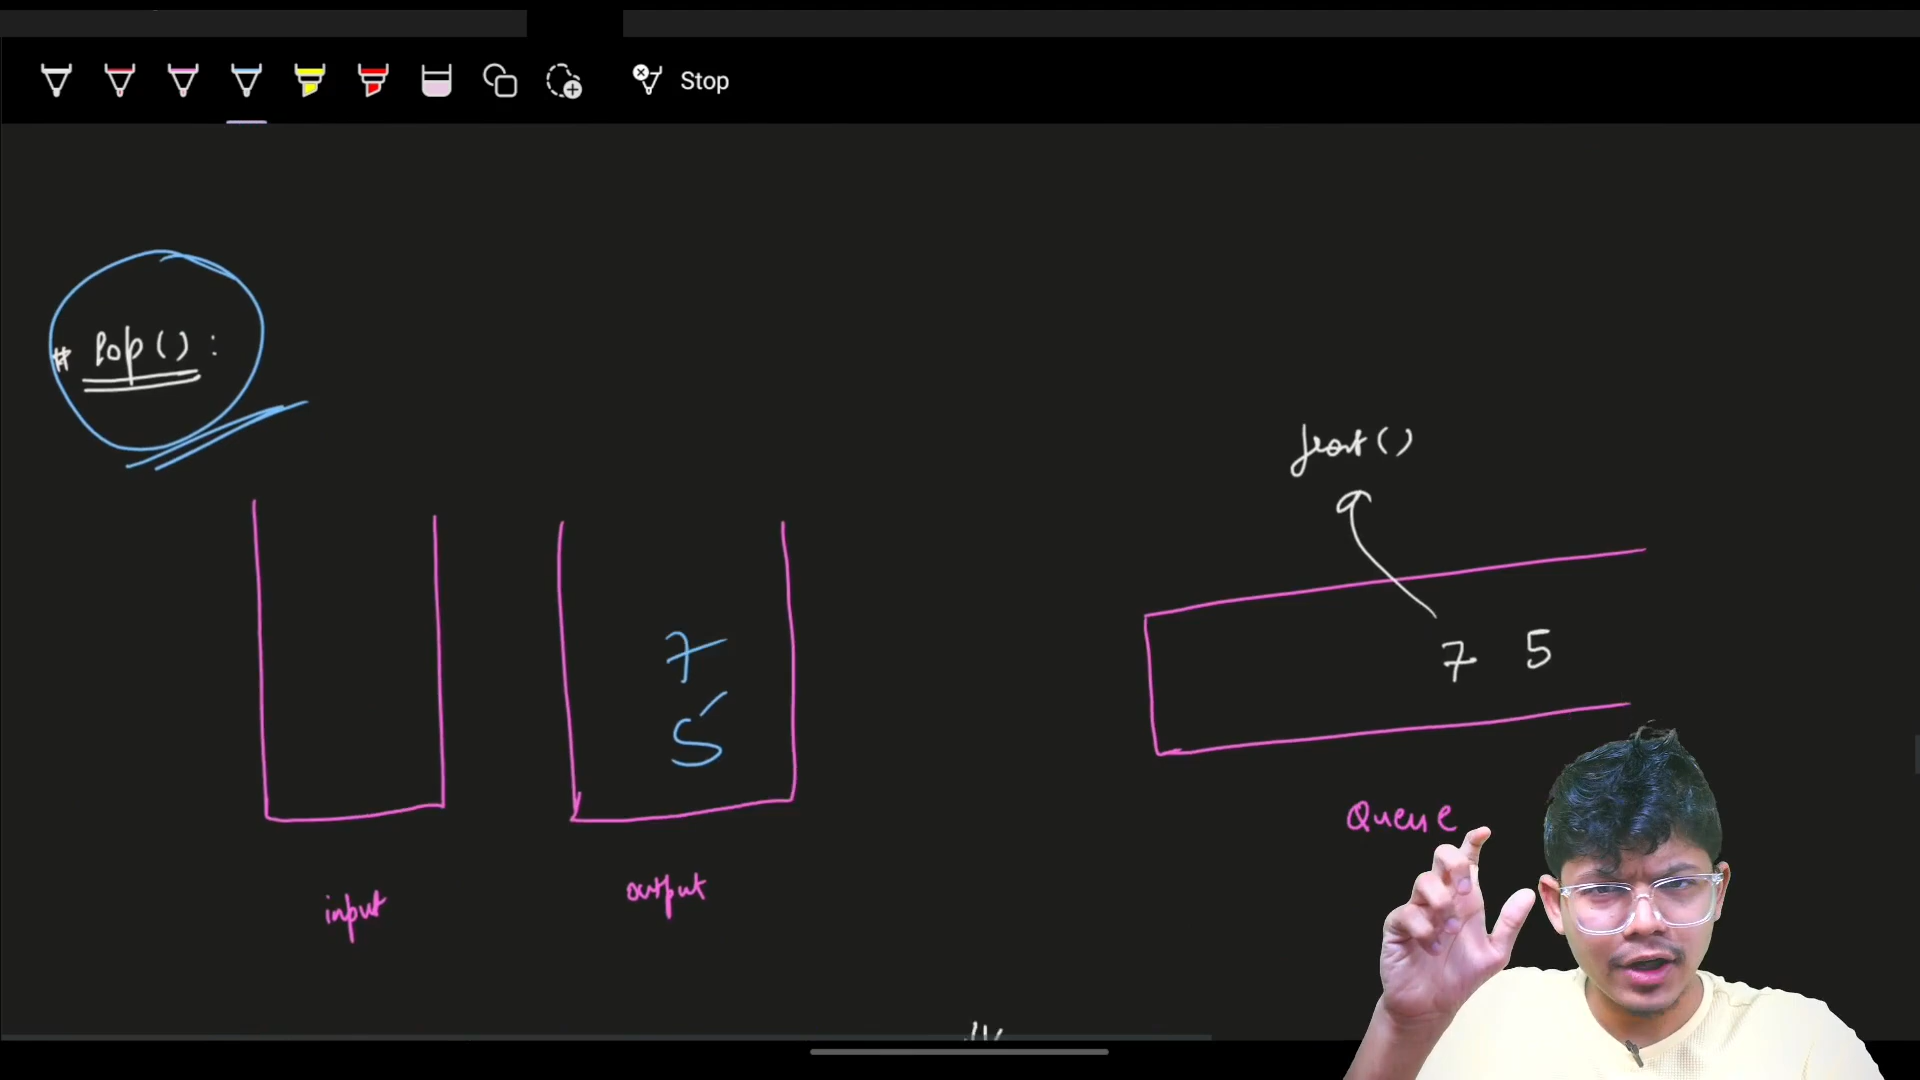 Stop
# Pop() :
front()
7 5
7
5
Queue
input
output